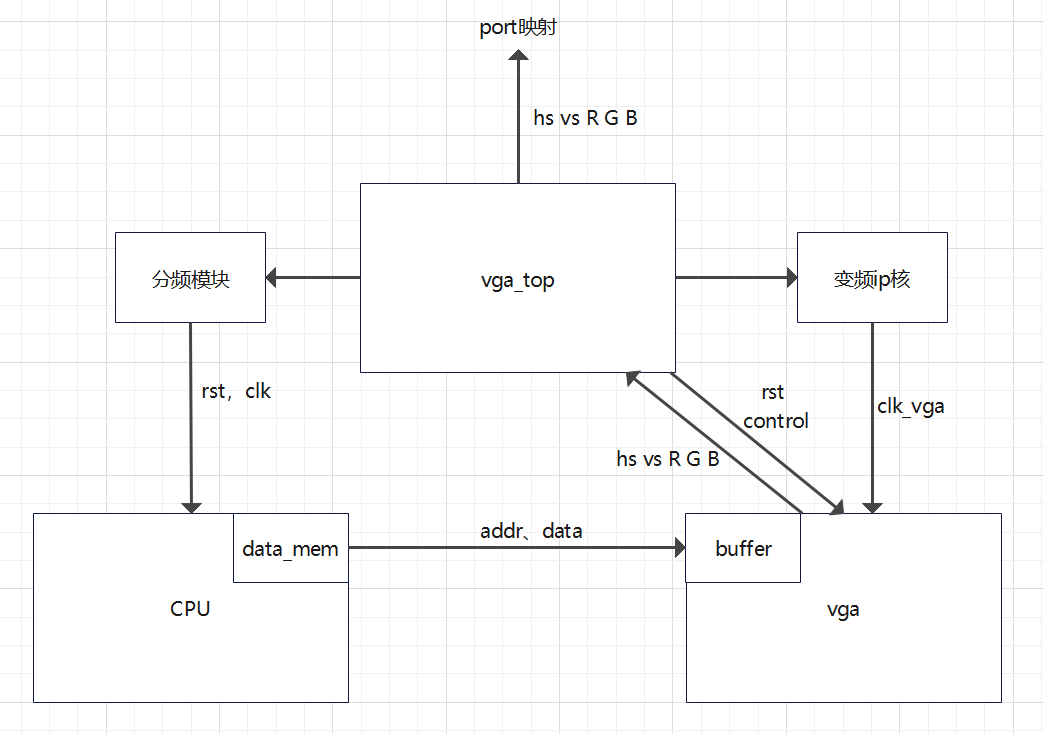 port映射
hs vs R G B
分频模块
vga_top
变频ip核
rst，clk
rst
control
clk_vga
hs vs R G B
addr、data
data_mem
buffer
CPU
vga